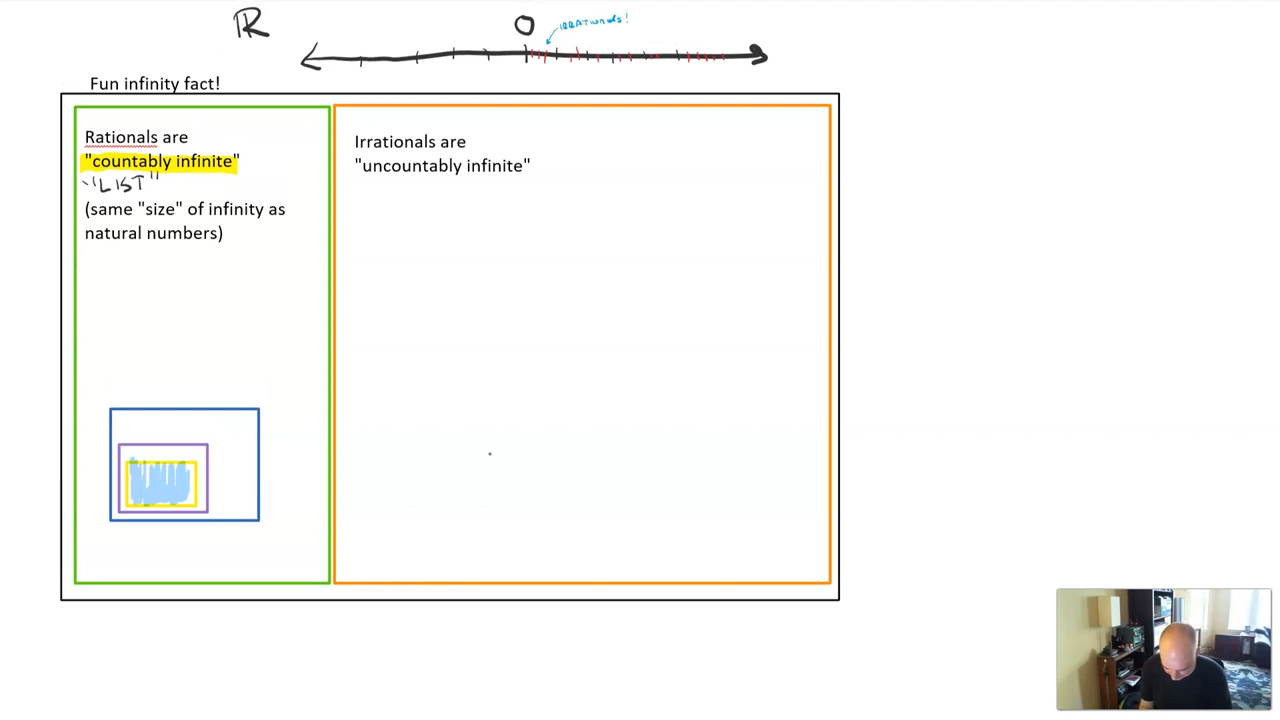 ℝ
0
IRRATIONALS!
Fun infinity fact!
Rationals are
"countably infinite"
"LIST"
(same "size" of infinity as
natural numbers)
Irrationals are
"uncountably infinite"